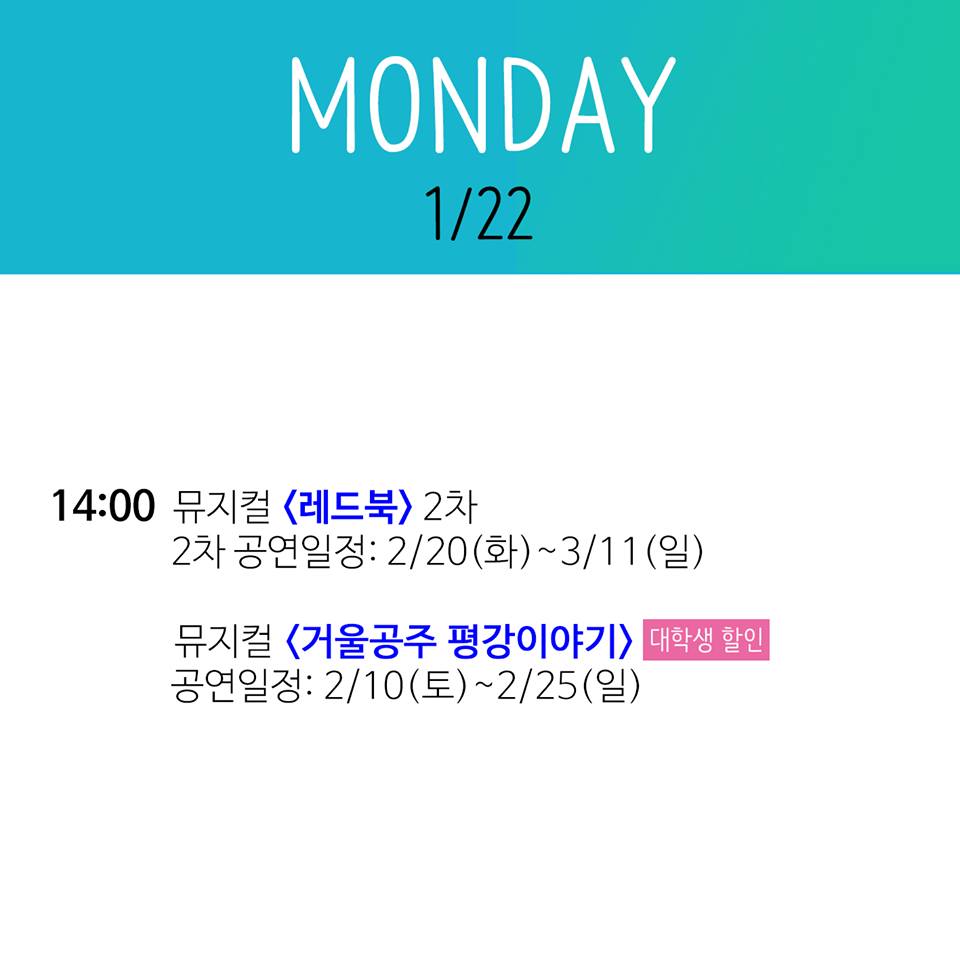 MONDAY
1/22
14:00 뮤지컬 <레드북> 2차
2차 공연일정: 2/20(화)~3/11(일)
뮤지컬 <거울공주 평강이야기> 대학생 할인
공연일정: 2/10(토)~2/25(일)